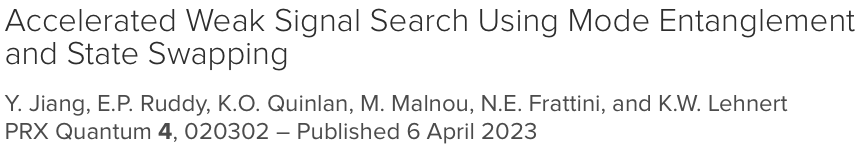 Accelerated Weak Signal Search Using Mode Entanglement
and State Swapping
Y. Jiang, E.P. Ruddy, K.O. Quinlan, M. Malnou, N.E. Frattini, and K.W. Lehnert
PRX Quantum 4, 020302 – Published 6 April 2023